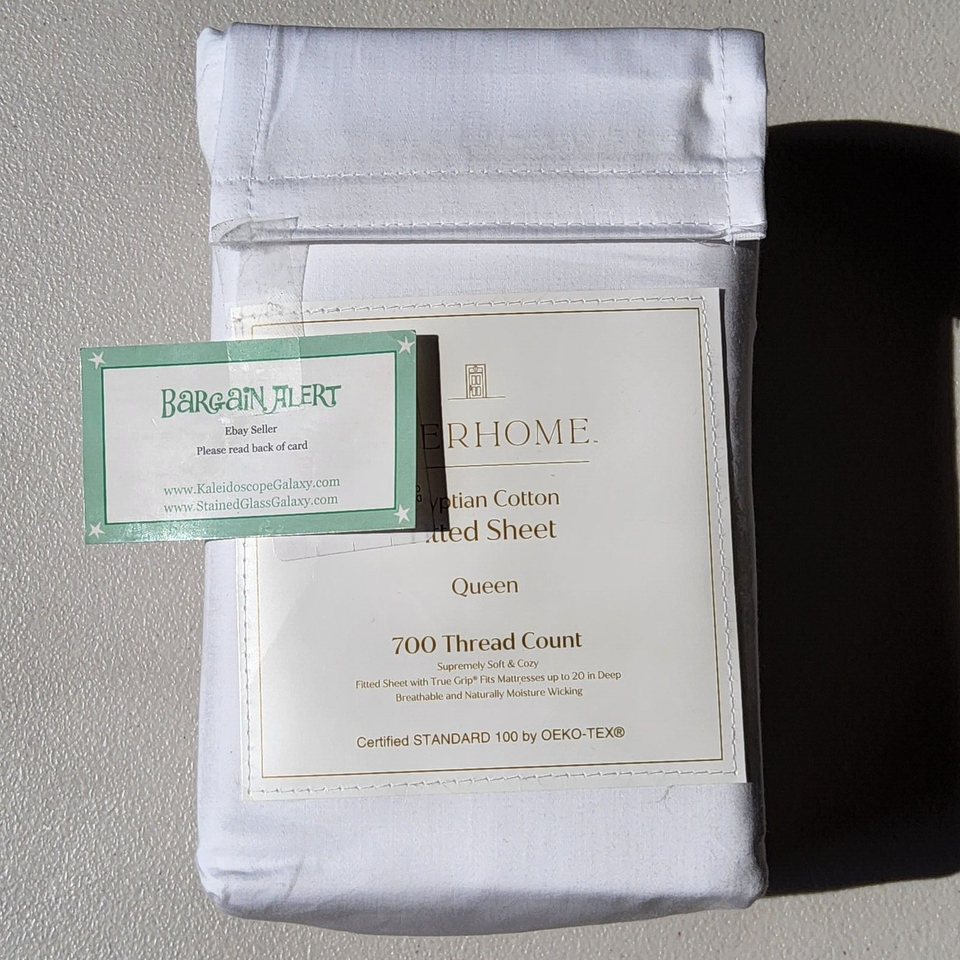 BARGAIN ALERT
Ebay Seller
Please read back of card
www.KaleidoscopeGalaxy.com
www.StainedGlassGalaxy.com
ERHOME
yptian Cotton
tted Sheet
Queen
700 Thread Count
Supremely Soft & Cozy
Fitted Sheet with True Grip® Fits Mattresses up to 20 in Deep
Breathable and Naturally Moisture Wicking
Certified STANDARD 100 by OEKO-TEX®